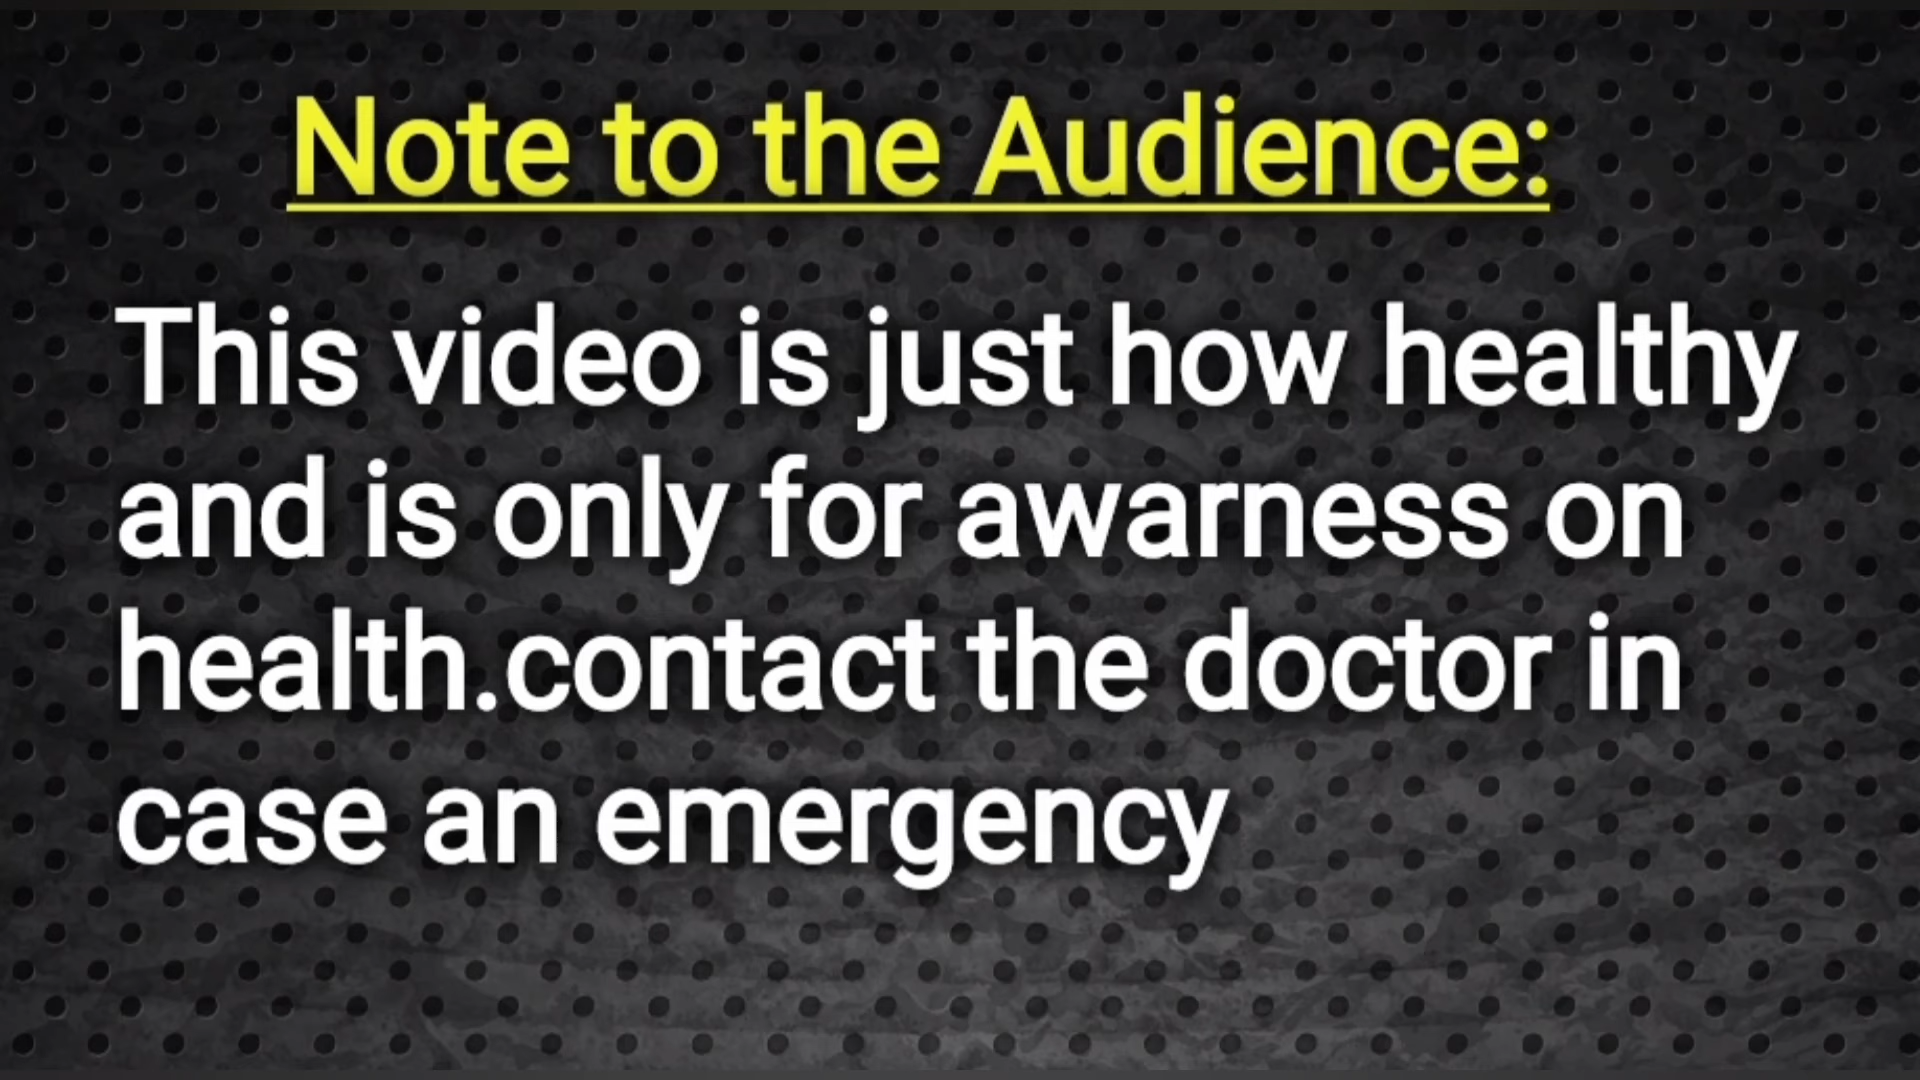 Note to the Audience:
This video is just how healthy
and is only for awarness on
health.contact the doctor in
case an emergency